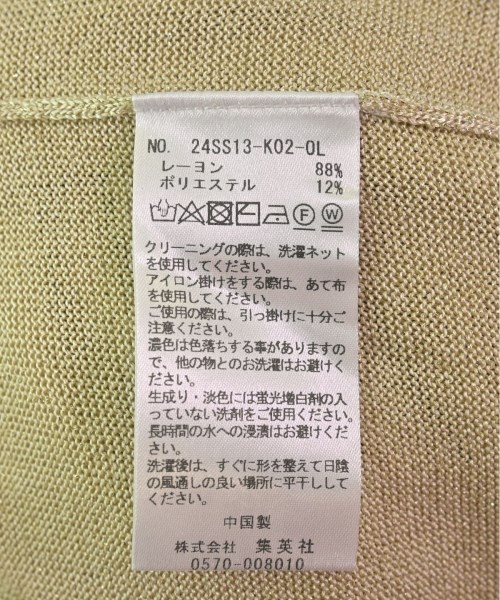 NO. 24SS13-K02-OL
レーヨン 88%
ポリエステル 12%
F W
クリーニングの際は、洗濯ネット
を使用してください。
アイロン掛けをする際は、あて布
を使用してください。
ご使用の際は、引っ掛けに十分ご
注意ください。
濃色は色落ちする事がありますの
で、他の物とのお洗濯はお避けく
ださい。
生成り・淡色には蛍光増白剤の入
っていない洗剤をご使用ください。
長時間の水への浸漬はお避けくだ
さい。
洗濯後は、すぐに形を整えて日陰
の風通しの良い場所に平干しして
ください。
中国製
株式会社 集英社
0570-008010